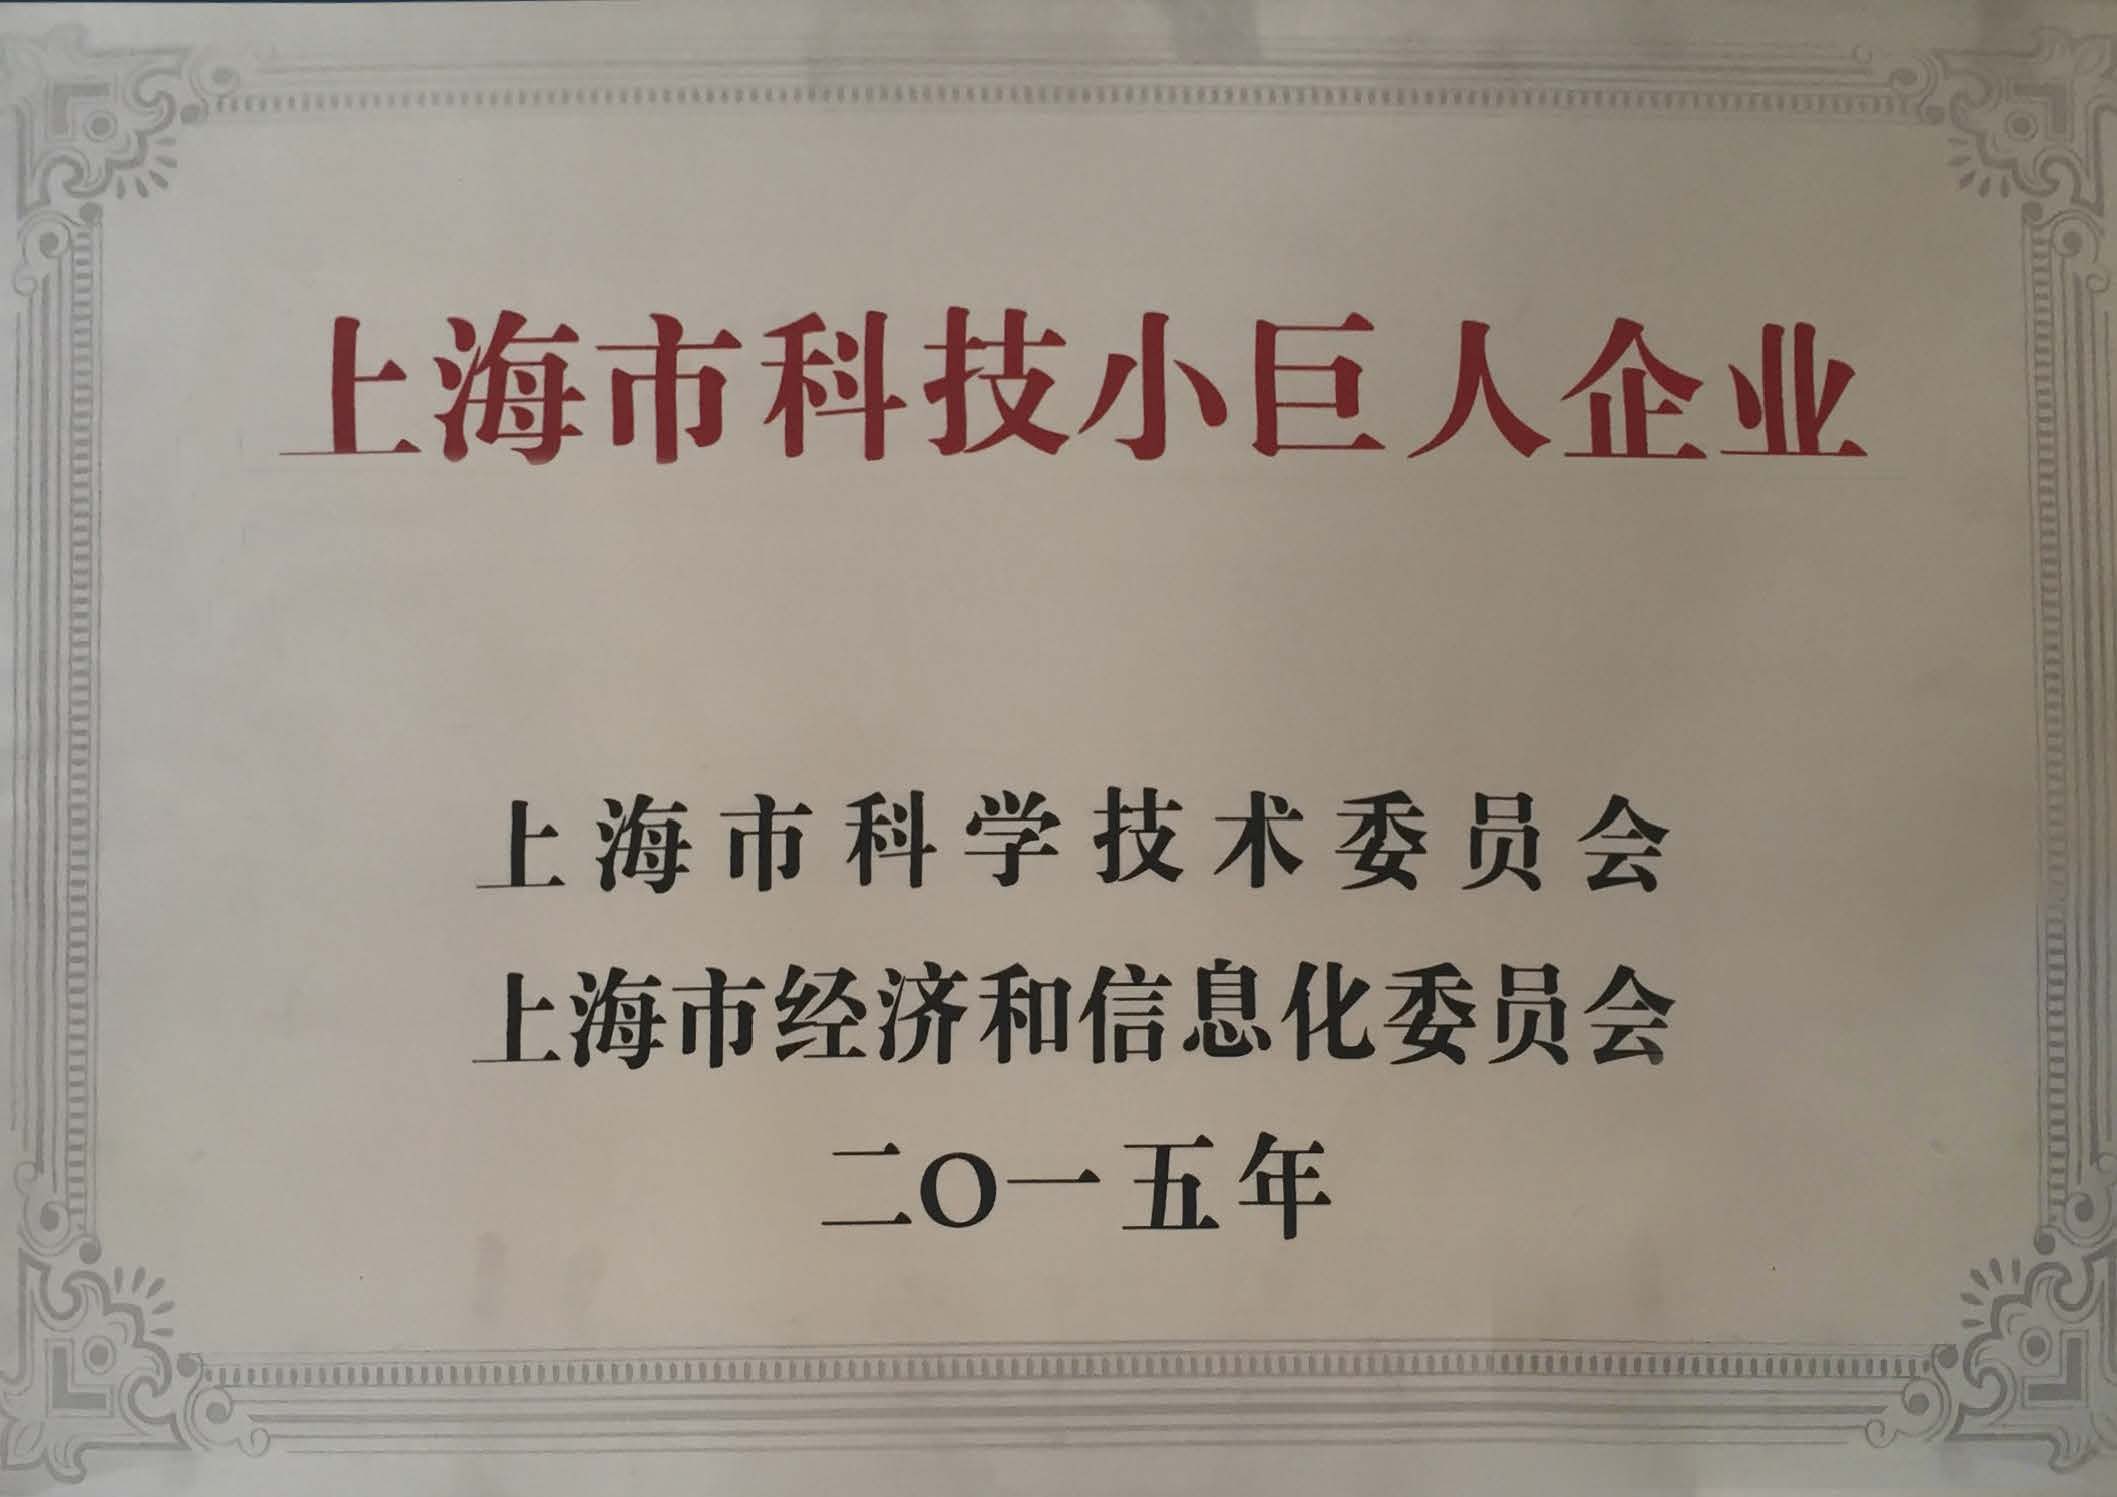 上海市科技小巨人企业
上海市科学技术委员会
上海市经济和信息化委员会
二〇一五年